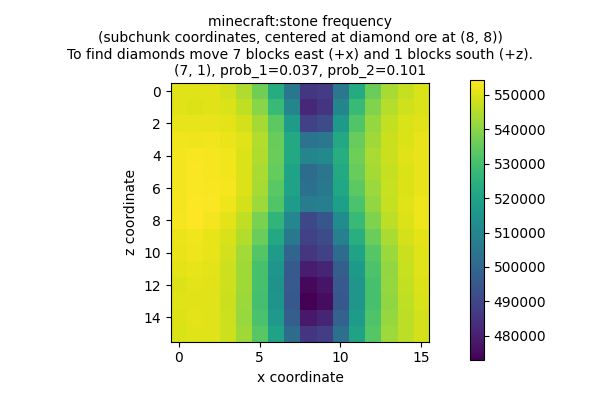 minecraft:stone frequency
(subchunk coordinates, centered at diamond ore at (8, 8))
To find diamonds move 7 blocks east (+x) and 1 blocks south (+z).
(7, 1), prob_1=0.037, prob_2=0.101
0
2
4
6
8
10
12
14
z coordinate
0 5 10 15
x coordinate
550000
540000
530000
520000
510000
500000
490000
480000